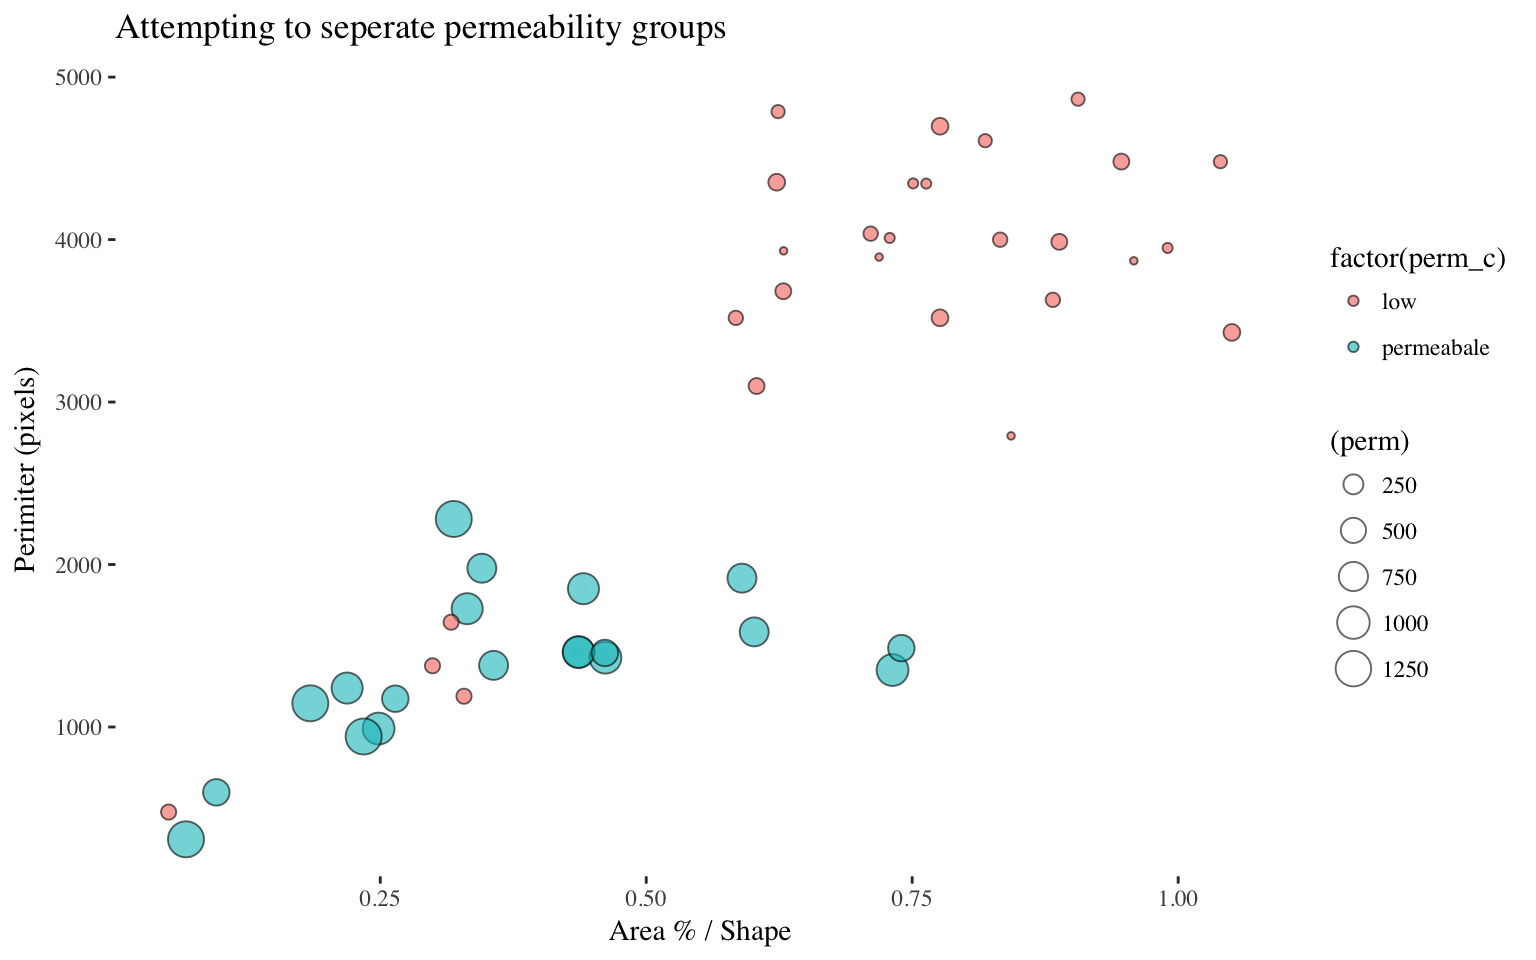 Attempting to seperate permeability groups
5000
4000
3000
2000
1000
Perimiter (pixels)
0.25
0.50
0.75
1.00
Area % / Shape
factor(perm_c)
low
permeabale
(perm)
250
500
750
1000
1250